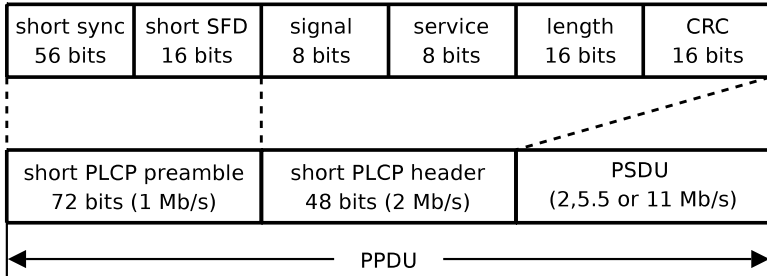 short sync short SFD signal service length CRC
56 bits 16 bits 8 bits 8 bits 16 bits 16 bits
short PLCP preamble short PLCP header PSDU
72 bits (1 Mb/s) 48 bits (2 Mb/s) (2,5.5 or 11 Mb/s)
PPDU